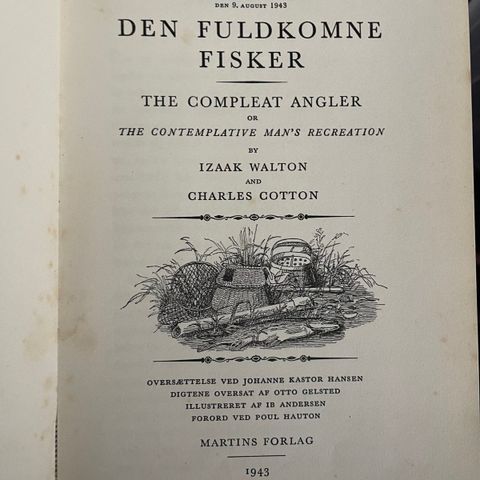 DEN 9. AUGUST 1943
DEN FULDKOMNE
FISKER
THE COMPLEAT ANGLER
OR
THE CONTEMPLATIVE MAN'S RECREATION
BY
IZAAK WALTON
AND
CHARLES COTTON
OVERSÆTTELSE VED JOHANNE KASTOR HANSEN
DIGTENE OVERSAT AF OTTO GELSTED
ILLUSTRERET AF IB ANDERSEN
FORORD VED POUL HAUTON
MARTINS FORLAG
1943